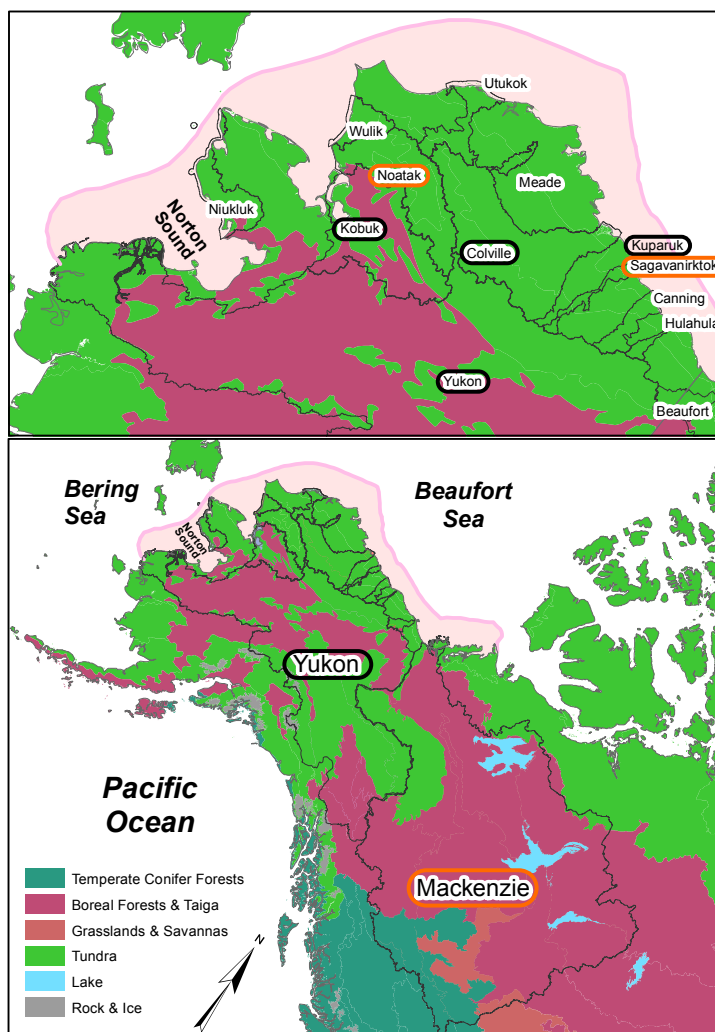 Utukok
Wulik
Noatak
Meade
Niukluk
Norton
Sound
Kobuk
Colville
Kuparuk
Sagavanirktok
Canning
Hulahula
Yukon
Beaufort
Bering
Sea
Beaufort
Sea
Norton
Sound
Yukon
Pacific
Ocean
Mackenzie
Temperate Conifer Forests
Boreal Forests & Taiga
Grasslands & Savannas
Tundra
Lake
Rock & Ice
N